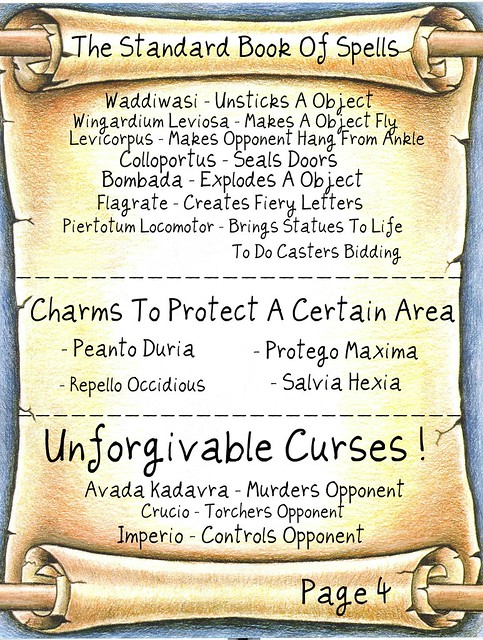 The Standard Book Of Spells
Waddiwasi - Unsticks A Object
Wingardium Leviosa - Makes A Object Fly
Levicorpus - Makes Opponent Hang From Ankle
Colloportus - Seals Doors
Bombada - Explodes A Object
Flagrate - Creates Fiery Letters
Piertotum Locomotor - Brings Statues To Life
To Do Casters Bidding
Charms To Protect A Certain Area
- Peanto Duria - Protego Maxima
- Repello Occidious - Salvia Hexia
Unforgivable Curses !
Avada Kadavra - Murders Opponent
Crucio - Torchers Opponent
Imperio - Controls Opponent
Page 4